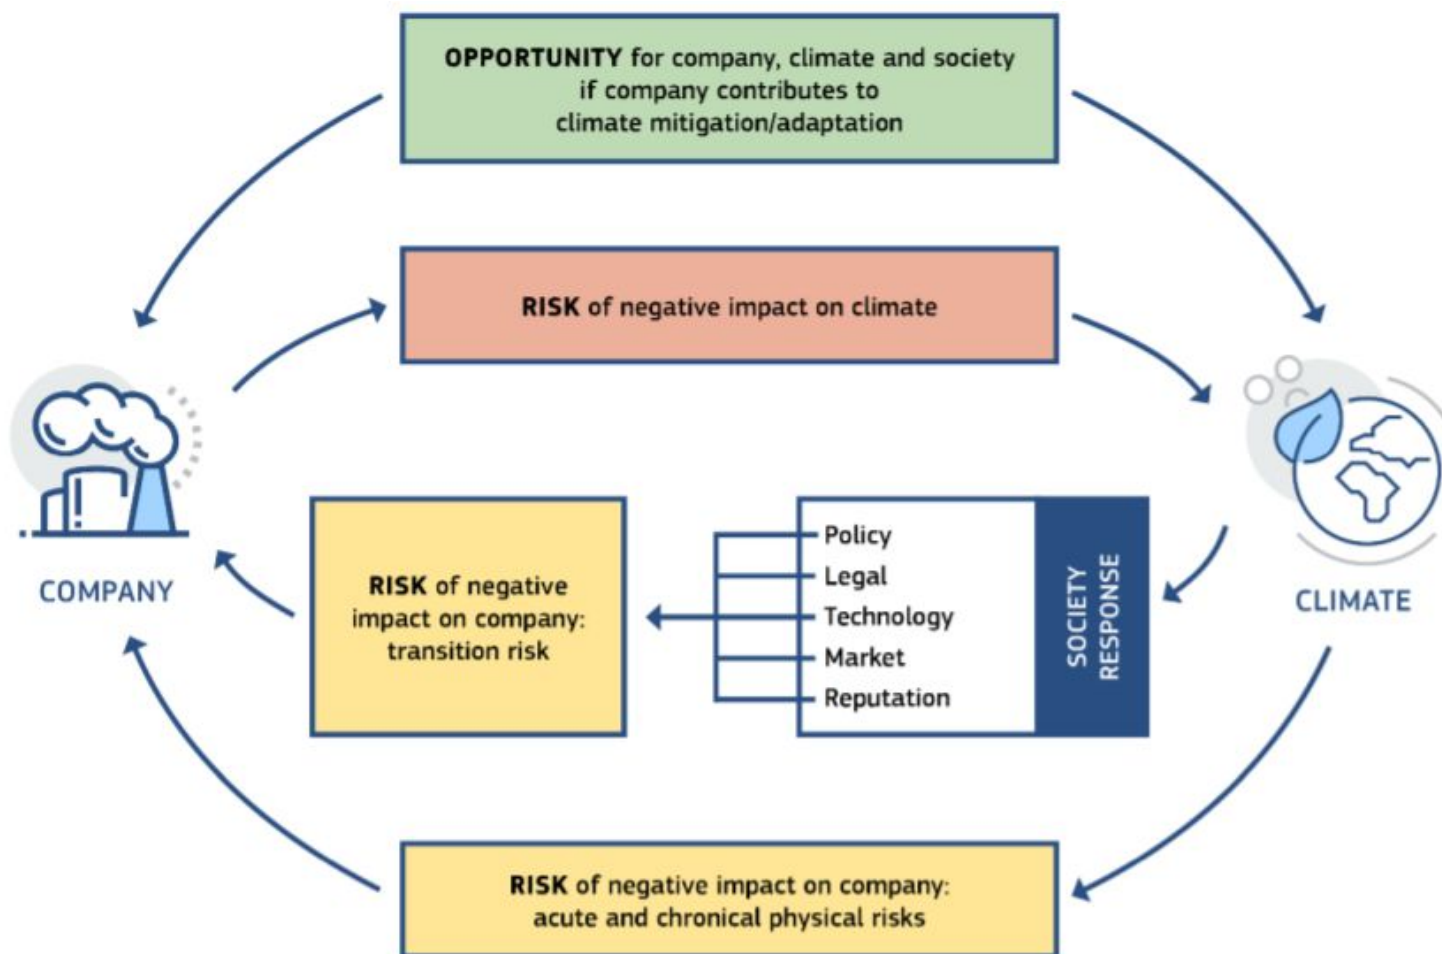 OPPORTUNITY for company, climate and society
if company contributes to
climate mitigation/adaptation
RISK of negative impact on climate
COMPANY
RISK of negative
impact on company:
transition risk
Policy
Legal
Technology
Market
Reputation
SOCIETY
RESPONSE
CLIMATE
RISK of negative impact on company:
acute and chronical physical risks